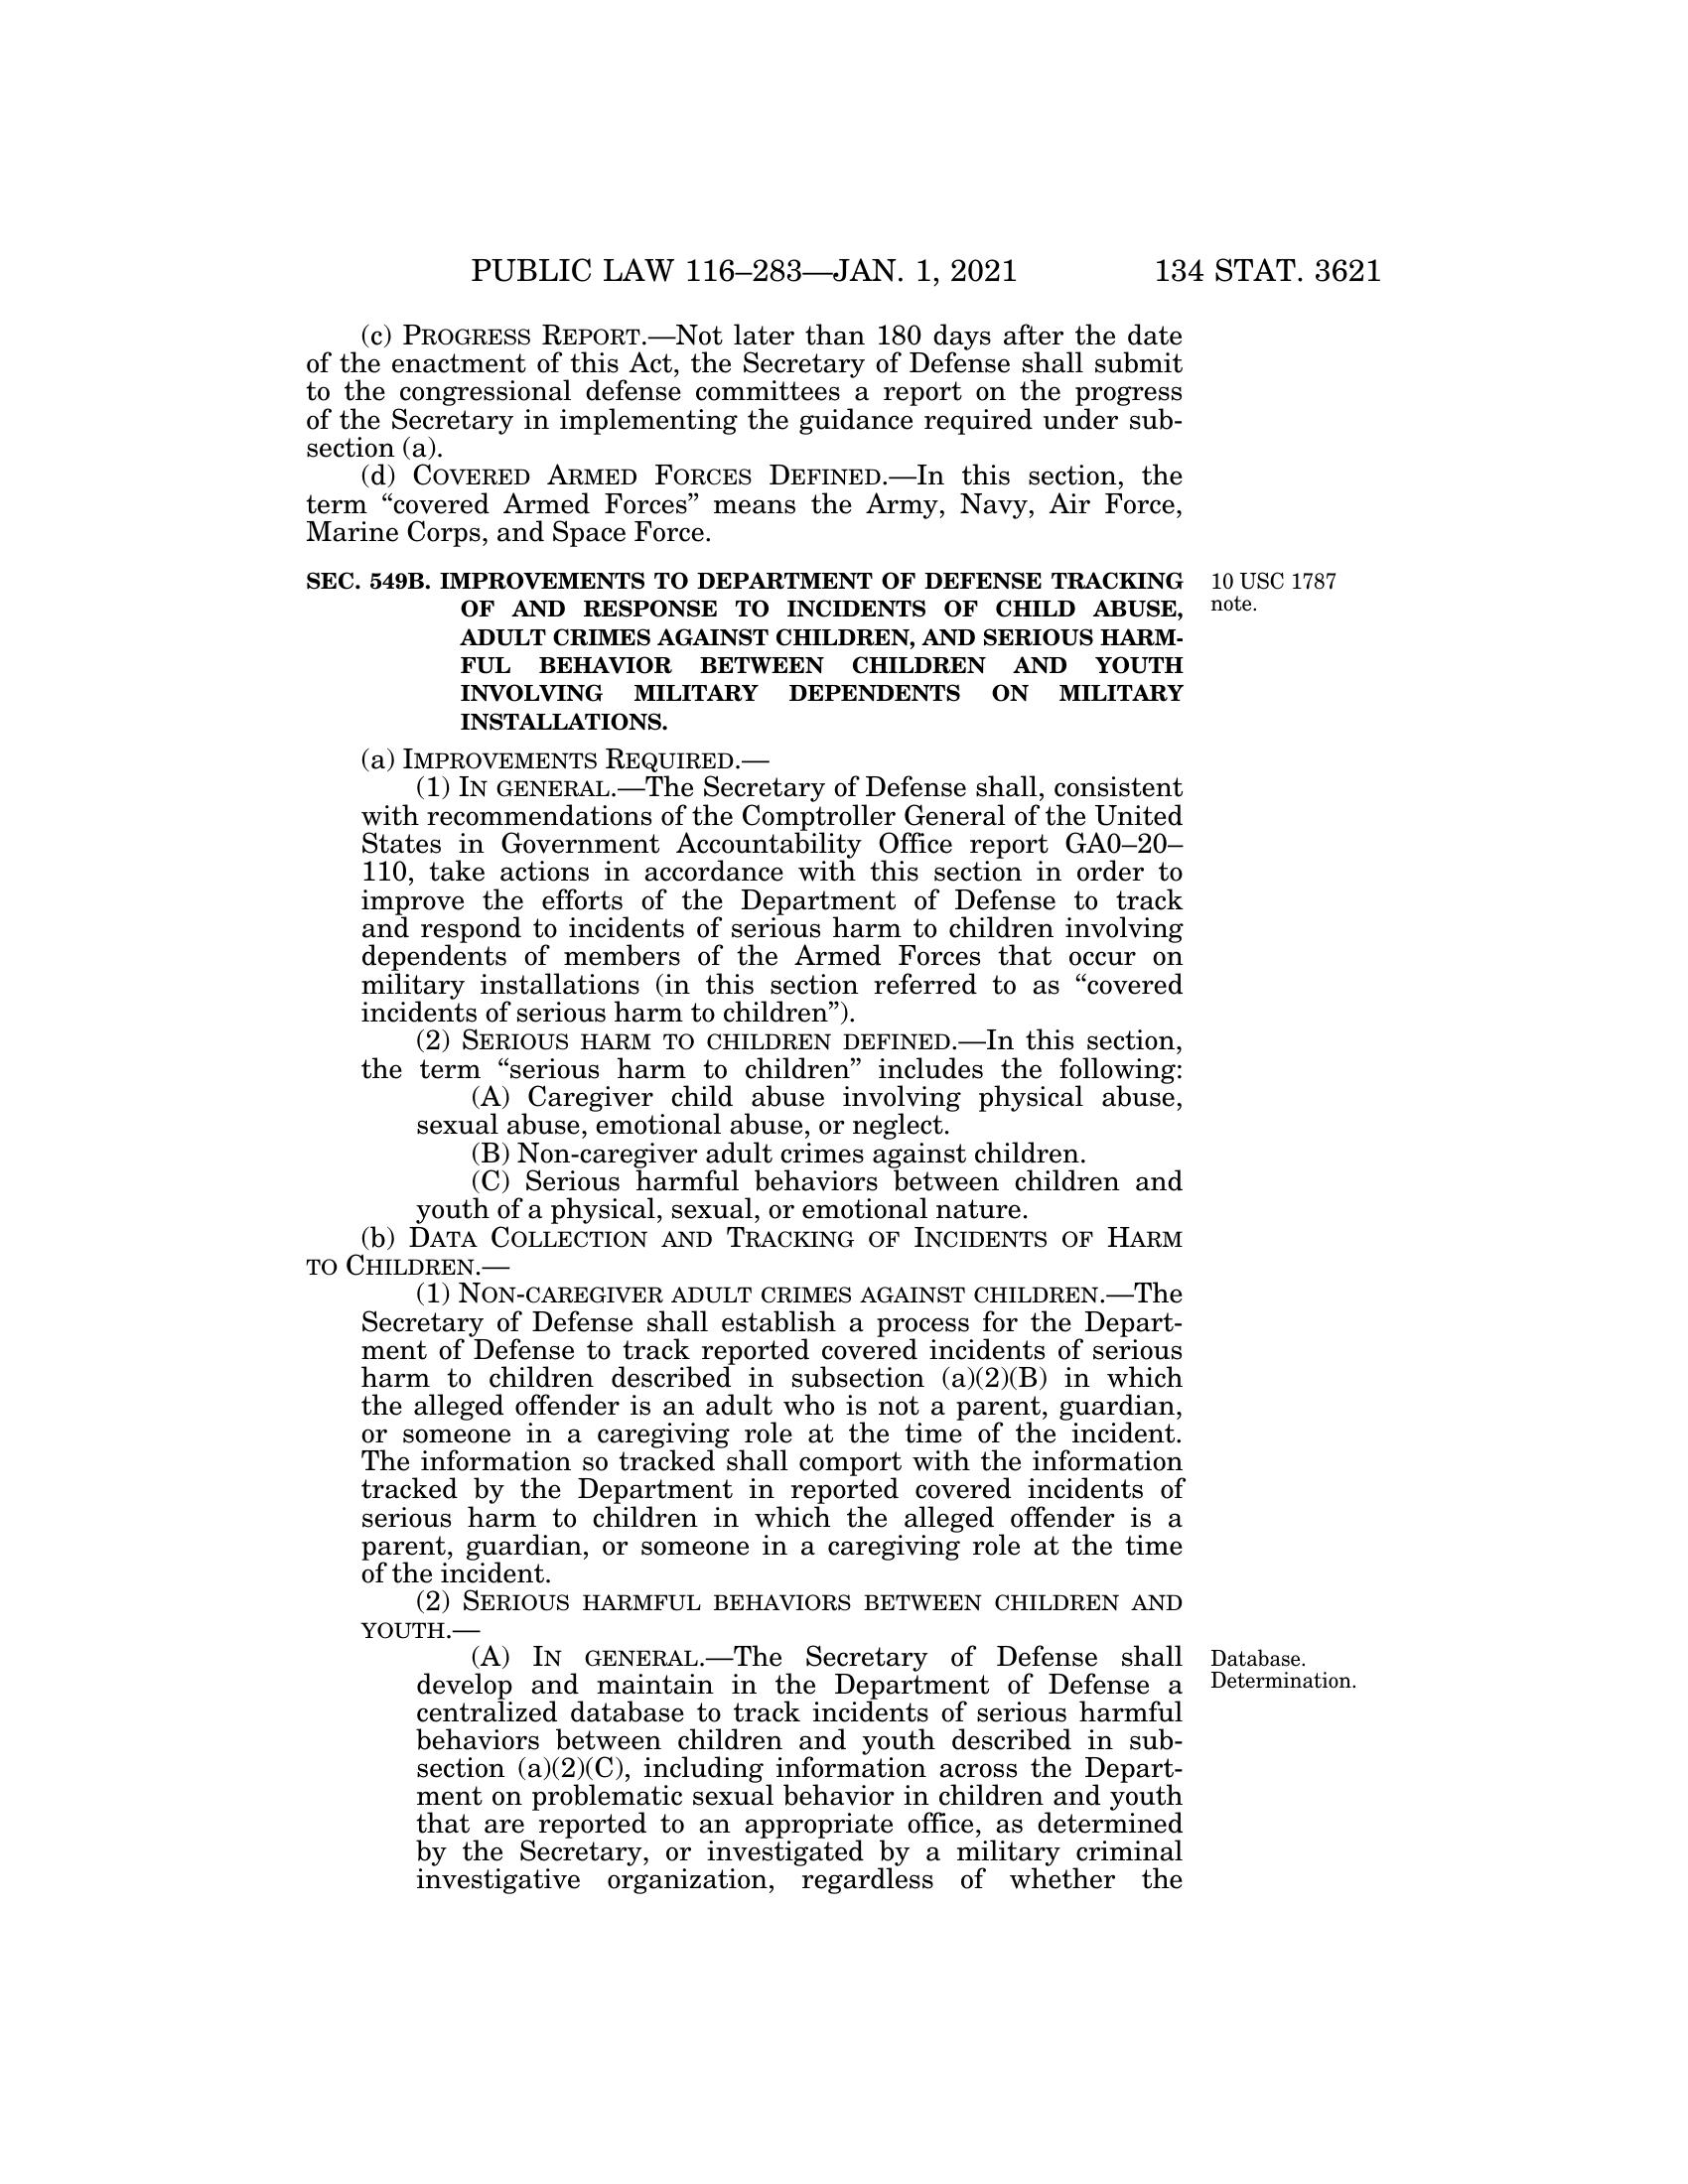 PUBLIC LAW 116–283—JAN. 1, 2021 134 STAT. 3621
(c) PROGRESS REPORT.—Not later than 180 days after the date
of the enactment of this Act, the Secretary of Defense shall submit
to the congressional defense committees a report on the progress
of the Secretary in implementing the guidance required under sub-
section (a).
(d) COVERED ARMED FORCES DEFINED.—In this section, the
term “covered Armed Forces” means the Army, Navy, Air Force,
Marine Corps, and Space Force.
SEC. 549B. IMPROVEMENTS TO DEPARTMENT OF DEFENSE TRACKING
OF AND RESPONSE TO INCIDENTS OF CHILD ABUSE,
ADULT CRIMES AGAINST CHILDREN, AND SERIOUS HARM-
FUL BEHAVIOR BETWEEN CHILDREN AND YOUTH
INVOLVING MILITARY DEPENDENTS ON MILITARY
INSTALLATIONS.
10 USC 1787
note.
(a) IMPROVEMENTS REQUIRED.—
(1) IN GENERAL.—The Secretary of Defense shall, consistent
with recommendations of the Comptroller General of the United
States in Government Accountability Office report GA0–20–
110, take actions in accordance with this section in order to
improve the efforts of the Department of Defense to track
and respond to incidents of serious harm to children involving
dependents of members of the Armed Forces that occur on
military installations (in this section referred to as “covered
incidents of serious harm to children”).
(2) SERIOUS HARM TO CHILDREN DEFINED.—In this section,
the term “serious harm to children” includes the following:
(A) Caregiver child abuse involving physical abuse,
sexual abuse, emotional abuse, or neglect.
(B) Non-caregiver adult crimes against children.
(C) Serious harmful behaviors between children and
youth of a physical, sexual, or emotional nature.
(b) DATA COLLECTION AND TRACKING OF INCIDENTS OF HARM
TO CHILDREN.—
(1) NON-CAREGIVER ADULT CRIMES AGAINST CHILDREN.—The
Secretary of Defense shall establish a process for the Depart-
ment of Defense to track reported covered incidents of serious
harm to children described in subsection (a)(2)(B) in which
the alleged offender is an adult who is not a parent, guardian,
or someone in a caregiving role at the time of the incident.
The information so tracked shall comport with the information
tracked by the Department in reported covered incidents of
serious harm to children in which the alleged offender is a
parent, guardian, or someone in a caregiving role at the time
of the incident.
(2) SERIOUS HARMFUL BEHAVIORS BETWEEN CHILDREN AND
YOUTH.—
(A) IN GENERAL.—The Secretary of Defense shall
develop and maintain in the Department of Defense a
centralized database to track incidents of serious harmful
behaviors between children and youth described in sub-
section (a)(2)(C), including information across the Depart-
ment on problematic sexual behavior in children and youth
that are reported to an appropriate office, as determined
by the Secretary, or investigated by a military criminal
investigative organization, regardless of whether the
Database.
Determination.